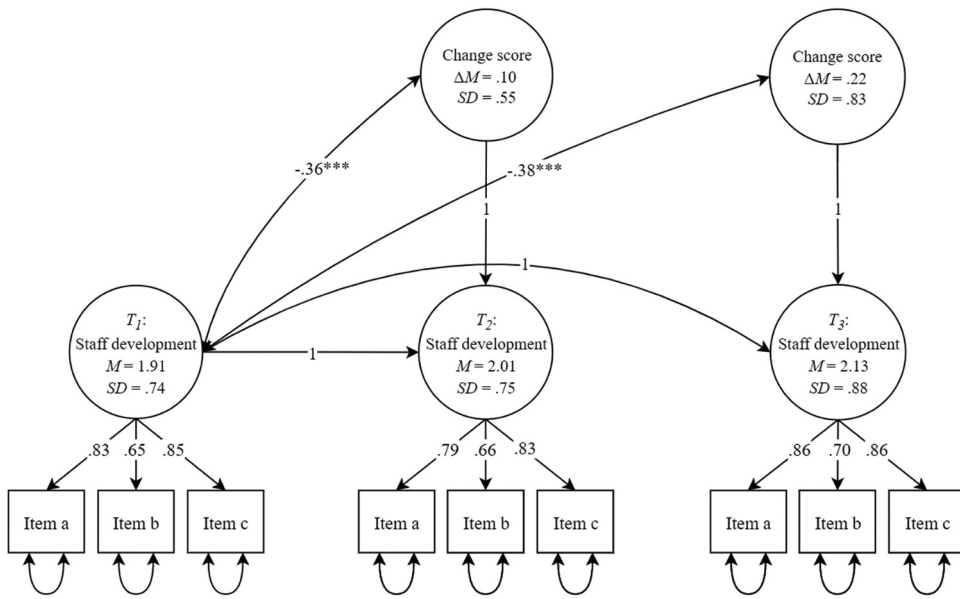 Change score
ΔM = .10
SD = .55
Change score
ΔM = .22
SD = .83
-.36***
-.38***
1
1
1
1
T1:
Staff development
M = 1.91
SD = .74
T2:
Staff development
M = 2.01
SD = .75
T3:
Staff development
M = 2.13
SD = .88
.83 .65 .85
.79 .66 .83
.86 .70 .86
Item a Item b Item c
Item a Item b Item c
Item a Item b Item c